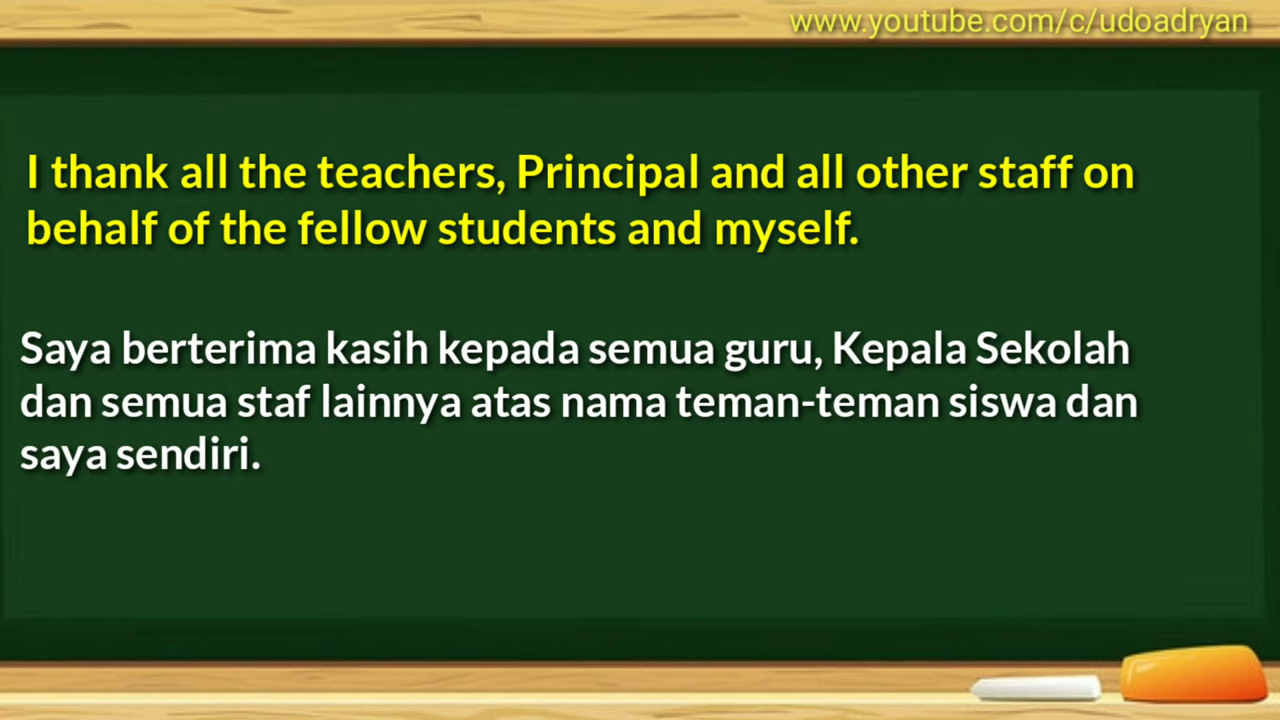 www.youtube.com/c/udoadryan
I thank all the teachers, Principal and all other staff on
behalf of the fellow students and myself.
Saya berterima kasih kepada semua guru, Kepala Sekolah
dan semua staf lainnya atas nama teman-teman siswa dan
saya sendiri.